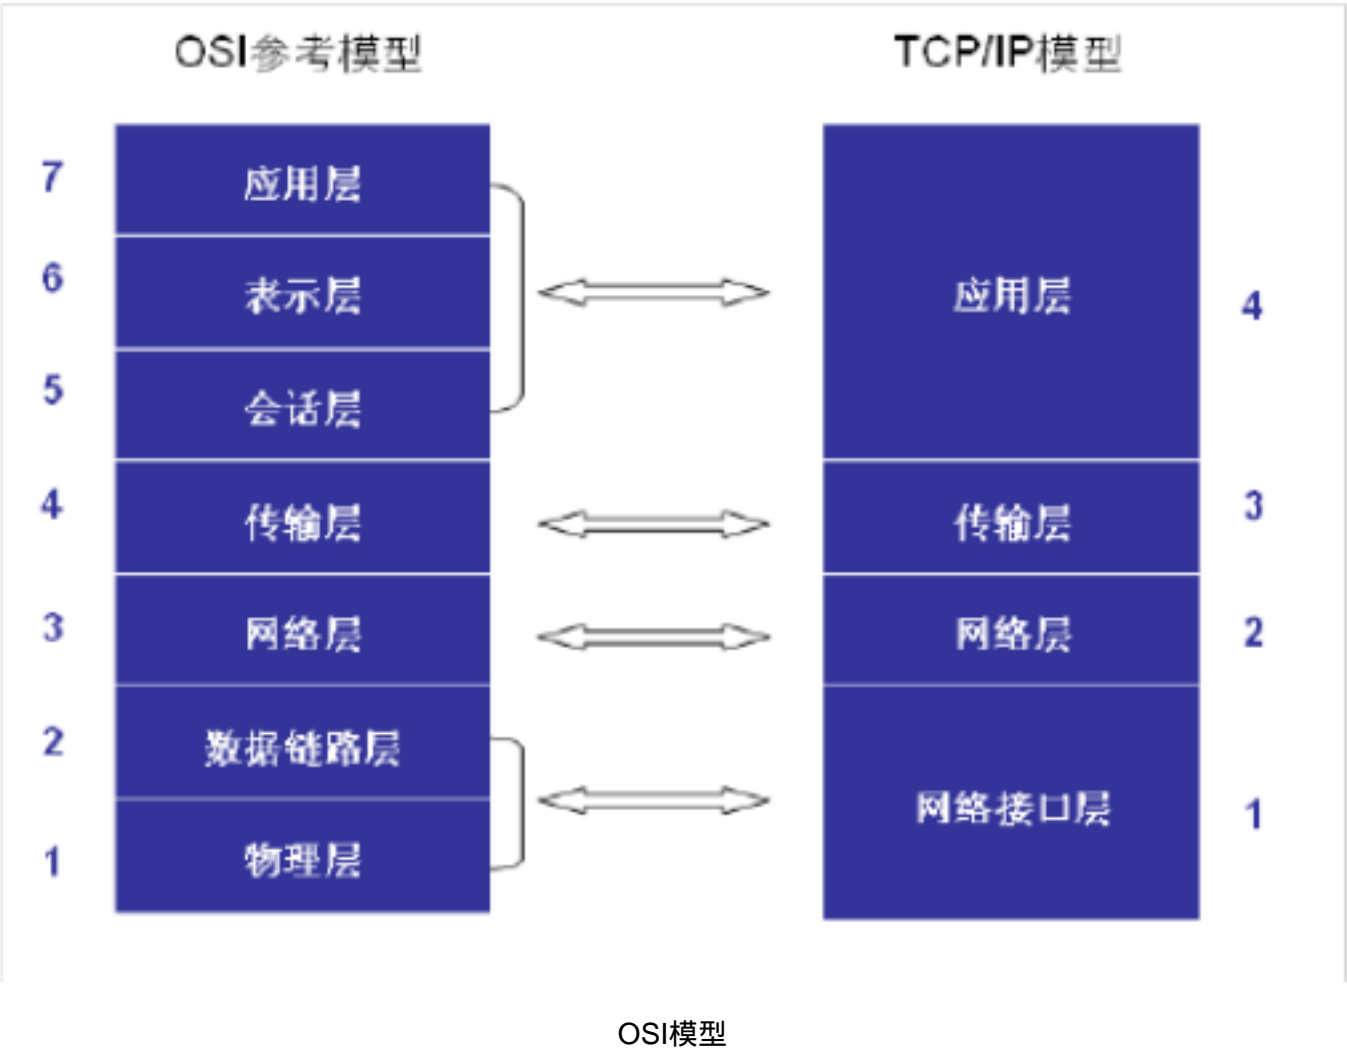 OSI参考模型
TCP/IP模型
7
应用层
6
表示层
5
会话层
4
传输层
3
网络层
2
数据链路层
1
物理层
应用层
4
传输层
3
网络层
2
网络接口层
1
OSI模型